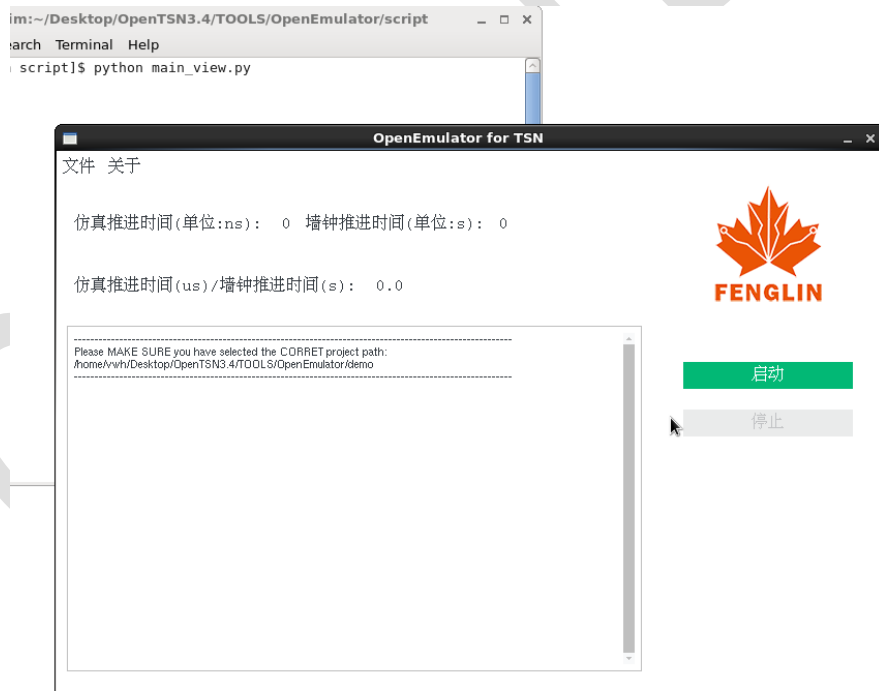 im:~/Desktop/OpenTSN3.4/TOOLS/OpenEmulator/script
earch Terminal Help
script]$ python main_view.py
OpenEmulator for TSN
文件 关于
仿真推进时间(单位:ns): 0 墙钟推进时间(单位:s): 0
仿真推进时间(us)/墙钟推进时间(s): 0.0
FENGLIN
Please MAKE SURE you have selected the CORRET project path:
/home/vwh/Desktop/OpenTSN3.4/TOOLS/OpenEmulator/demo
启动
停止